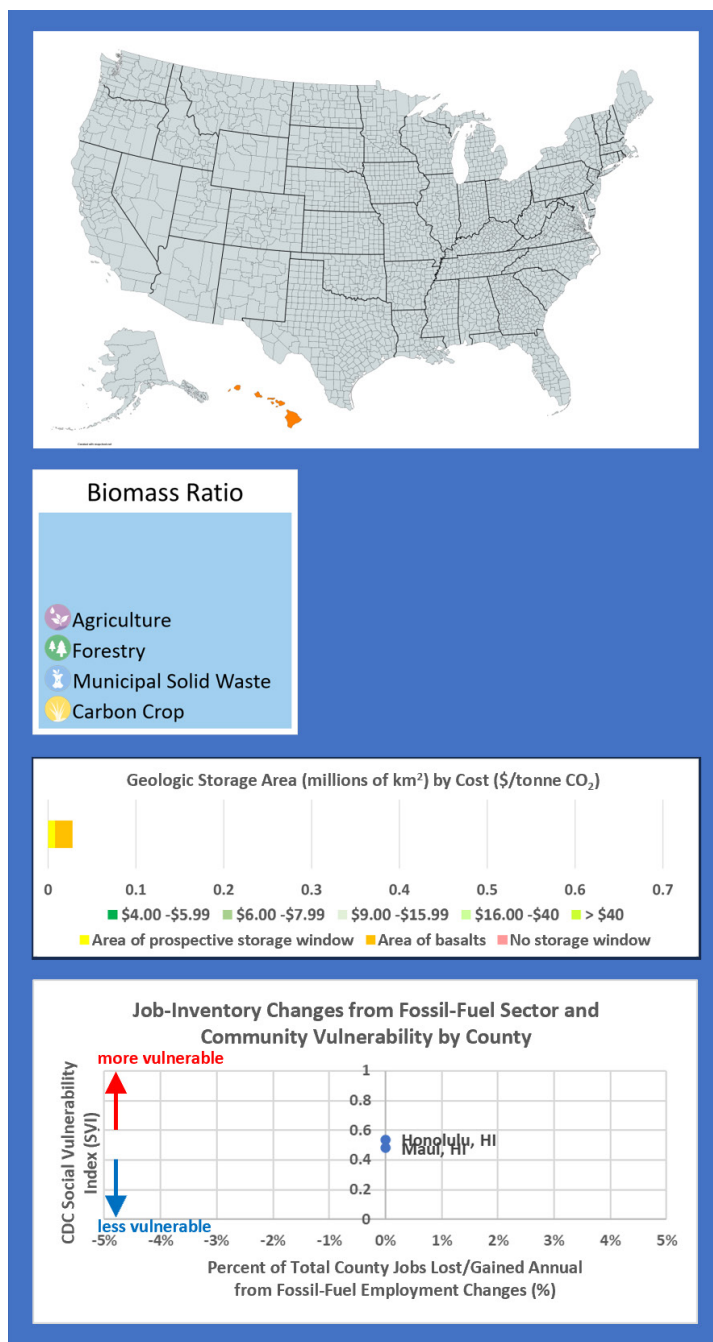 Biomass Ratio
Agriculture
Forestry
Municipal Solid Waste
Carbon Crop
Geologic Storage Area (millions of km²) by Cost ($/tonne CO₂)
0 0.1 0.2 0.3 0.4 0.5 0.6 0.7
$4.00 -$5.99 $6.00 -$7.99 $9.00 -$15.99 $16.00 -$40 > $40
Area of prospective storage window Area of basalts No storage window
Job-Inventory Changes from Fossil-Fuel Sector and
Community Vulnerability by County
more vulnerable
CDC Social Vulnerability
Index (SVI)
less vulnerable
1
0.8
0.6
0.4
0.2
0
Honolulu, HI
Maui, HI
-5% -4% -3% -2% -1% 0% 1% 2% 3% 4% 5%
Percent of Total County Jobs Lost/Gained Annual
from Fossil-Fuel Employment Changes (%)